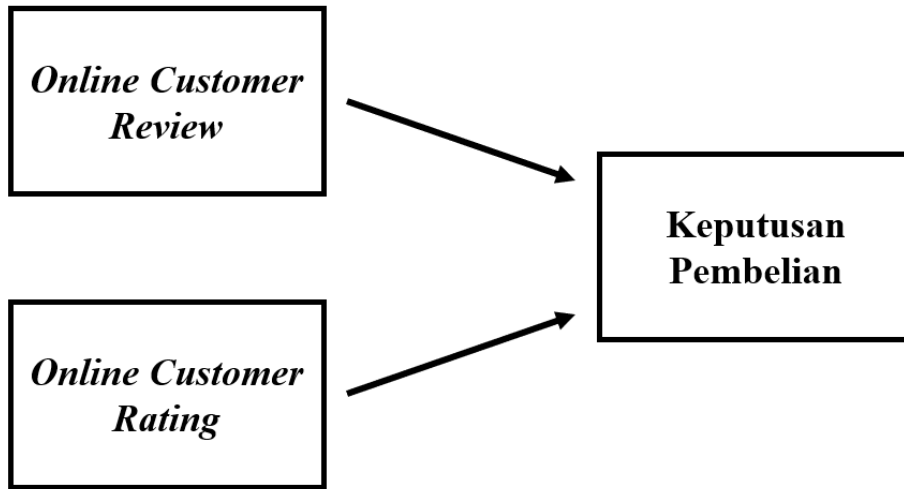 Online Customer
Review
Keputusan
Pembelian
Online Customer
Rating